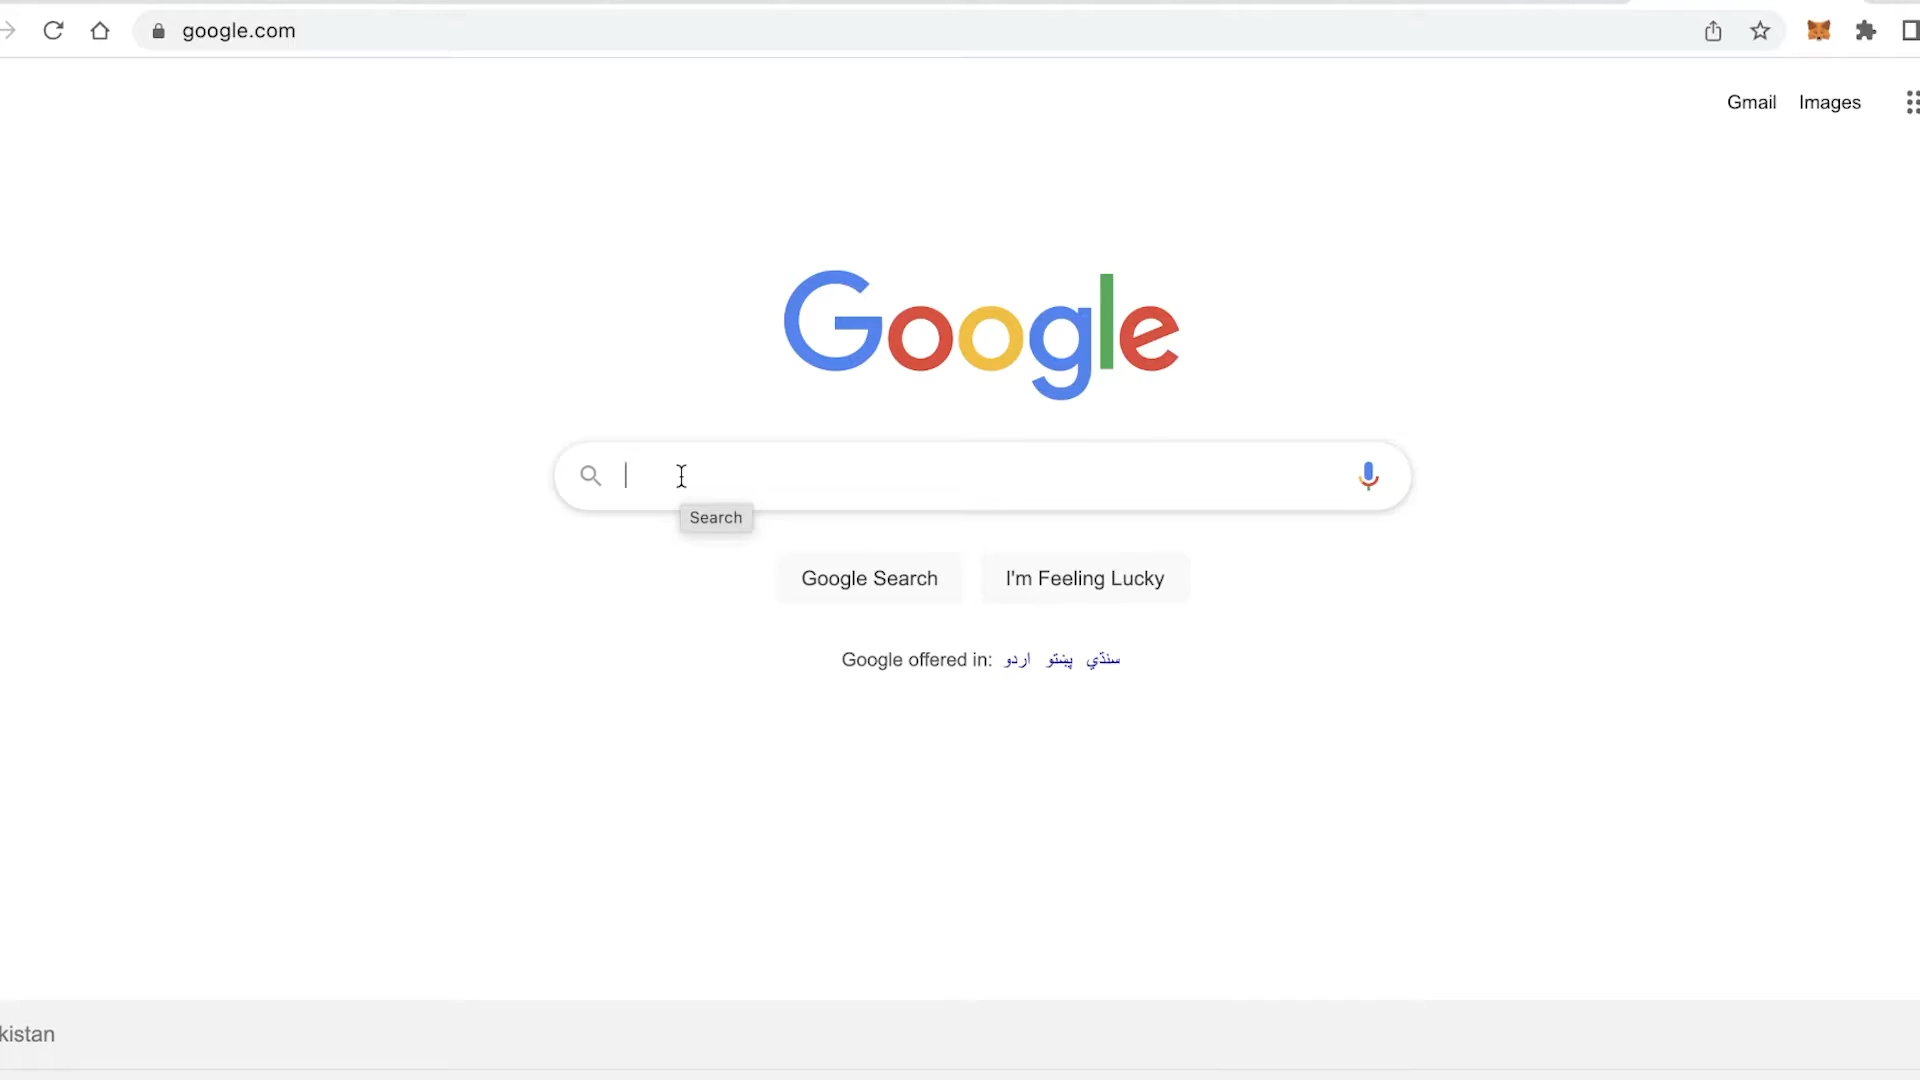 google.com
Gmail Images
Google
Search
Google Search I'm Feeling Lucky
Google offered in: اردو پښتو سنڌي
kistan